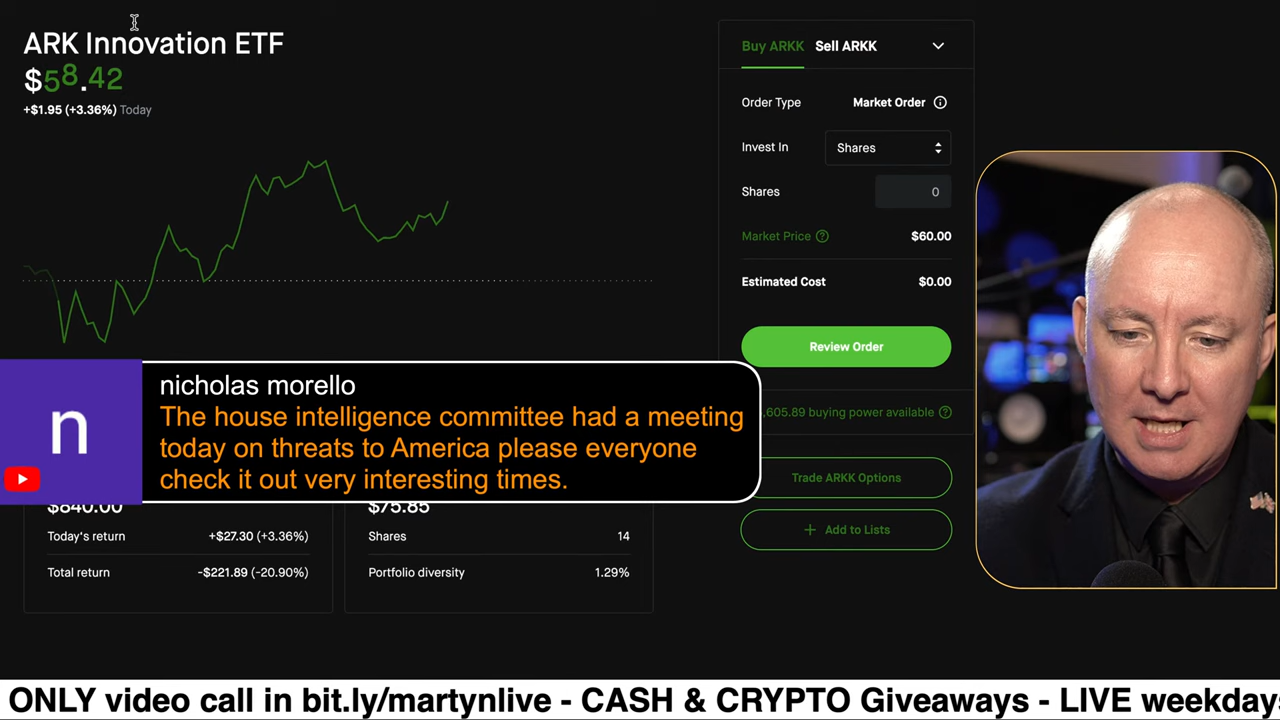 ARK Innovation ETF
$58.42
+$1.95 (+3.36%) Today
Buy ARKK Sell ARKK
Order Type Market Order
Invest In Shares
Shares 0
Market Price $60.00
Estimated Cost $0.00
Review Order
,605.89 buying power available
Trade ARKK Options
+ Add to Lists
n
nicholas morello
The house intelligence committee had a meeting
today on threats to America please everyone
check it out very interesting times.
$840.00 $75.85
Today's return +$27.30 (+3.36%)
Total return -$221.89 (-20.90%)
Shares 14
Portfolio diversity 1.29%
ONLY video call in bit.ly/martynlive - CASH & CRYPTO Giveaways - LIVE weekdays